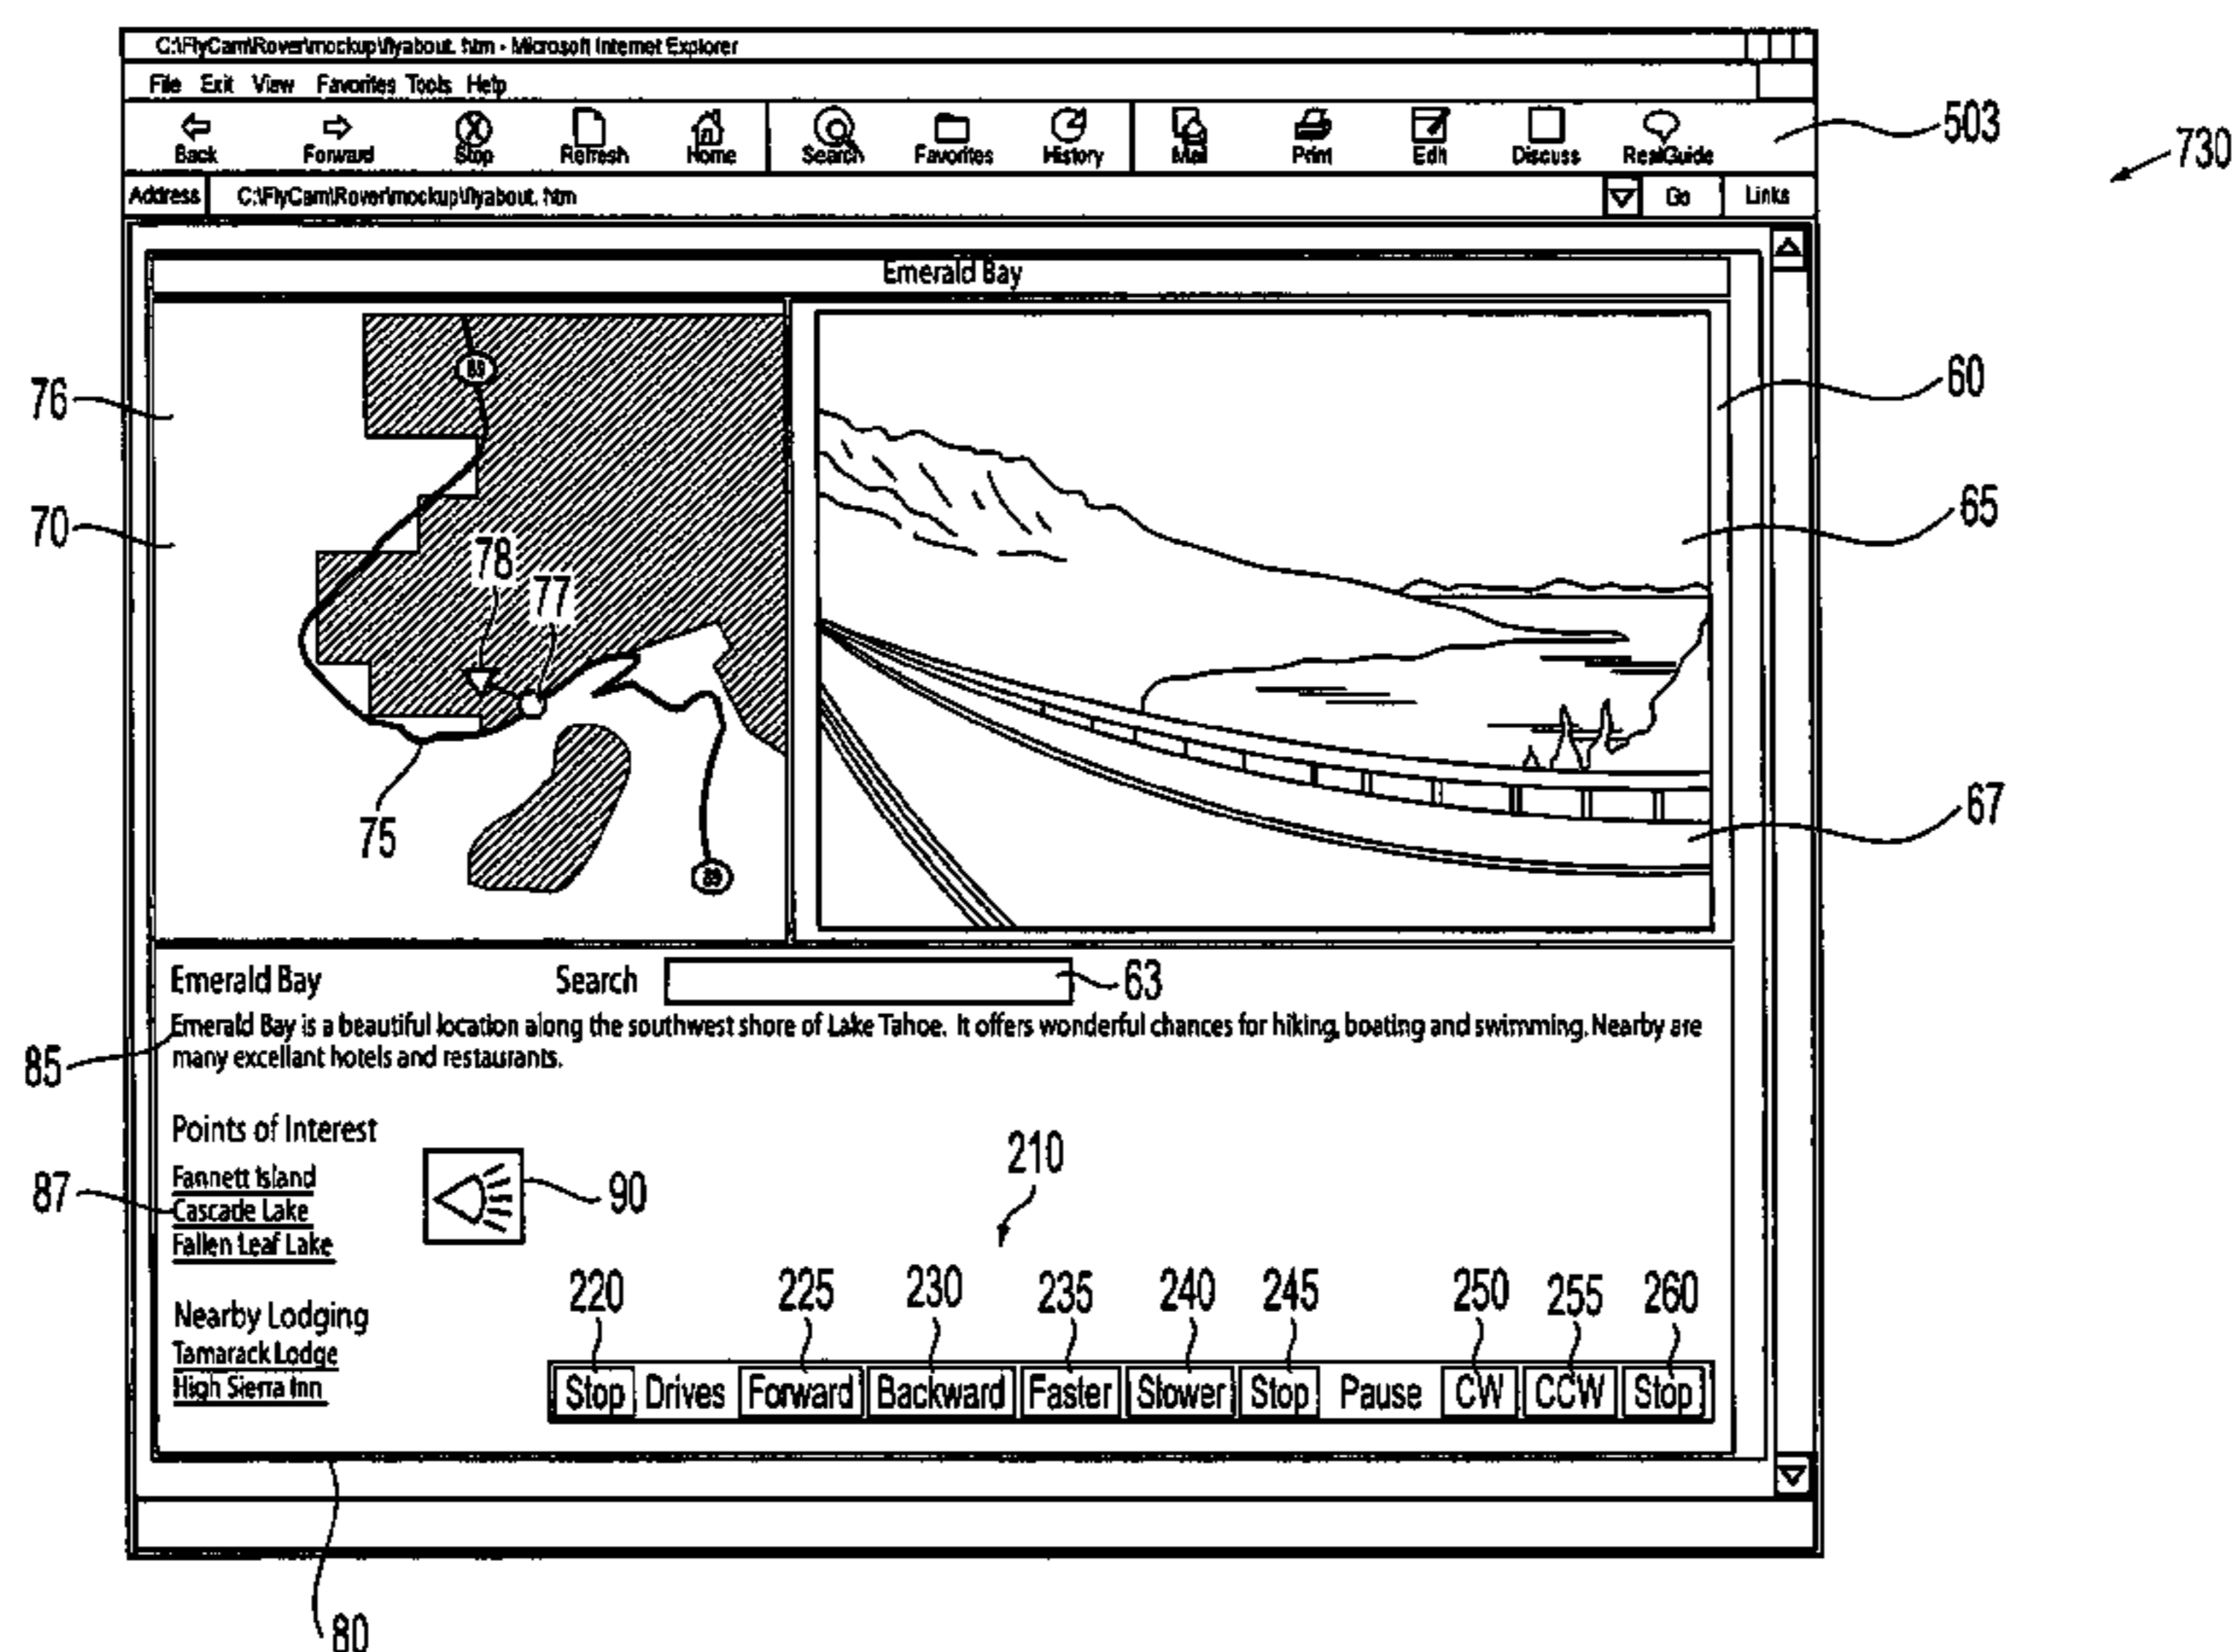 C:\FlyCam\Rover\mockup\flyabout. htm - Microsoft Internet Explorer
File Exit View Favorites Tools Help
Back Forward Stop Refresh Home Search Favorites History Mail Print Edit Discuss RealGuide
503
730
Address C:\FlyCam\Rover\mockup\flyabout. htm Go Links
Emerald Bay
89
76
60
70
65
78
77
75
67
89
Emerald Bay Search 63
Emerald Bay is a beautiful location along the southwest shore of Lake Tahoe. It offers wonderful chances for hiking, boating and swimming. Nearby are
many excellant hotels and restaurants.
85
Points of Interest
210
Fannett Island
87
Cascade Lake
90
Fallen Leaf Lake
220 225 230 235 240 245 250 255 260
Nearby Lodging
Tamarack Lodge
High Sierra Inn
Stop Drives Forward Backward Faster Slower Stop Pause CW CCW Stop
80